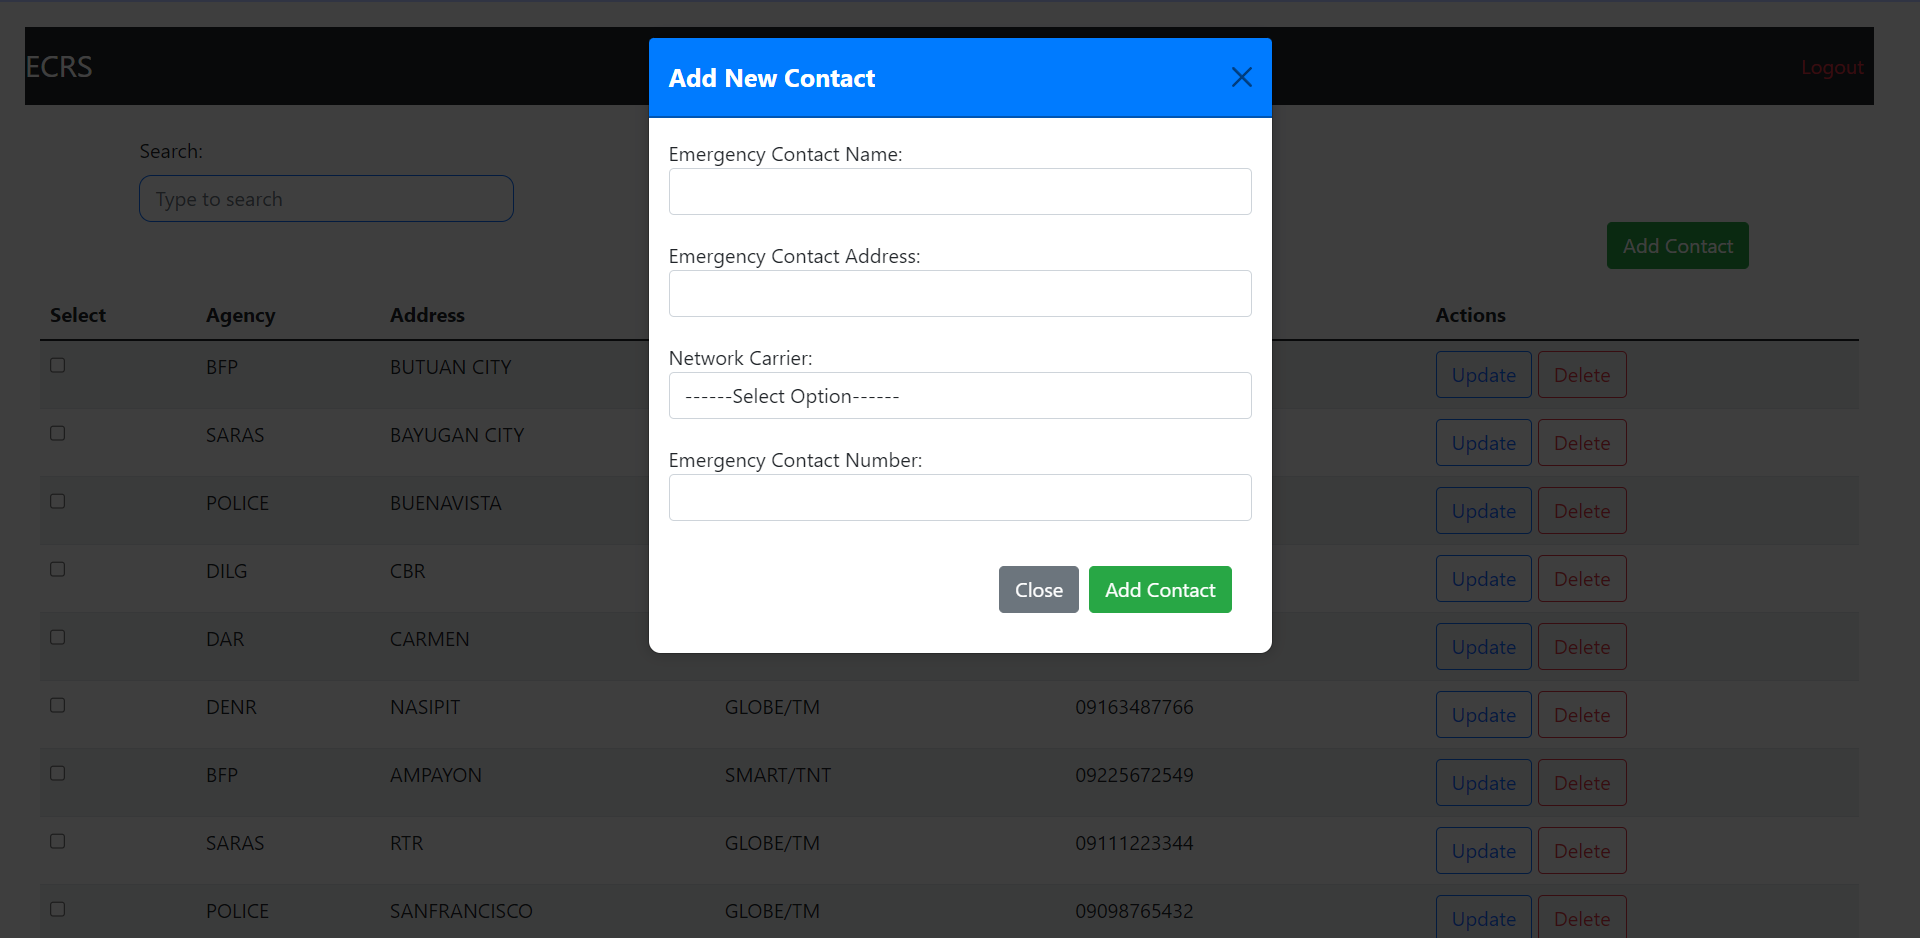 ECRS
Logout
Search:
Type to search
Add Contact
Add New Contact
Emergency Contact Name:
Emergency Contact Address:
Network Carrier:
------Select Option------
Emergency Contact Number:
Close Add Contact
Select Agency Address Actions
BFP BUTUAN CITY Update Delete
SARAS BAYUGAN CITY Update Delete
POLICE BUENAVISTA Update Delete
DILG CBR Update Delete
DAR CARMEN Update Delete
DENR NASIPIT GLOBE/TM 09163487766 Update Delete
BFP AMPAYON SMART/TNT 09225672549 Update Delete
SARAS RTR GLOBE/TM 09111223344 Update Delete
POLICE SANFRANCISCO GLOBE/TM 09098765432 Update Delete